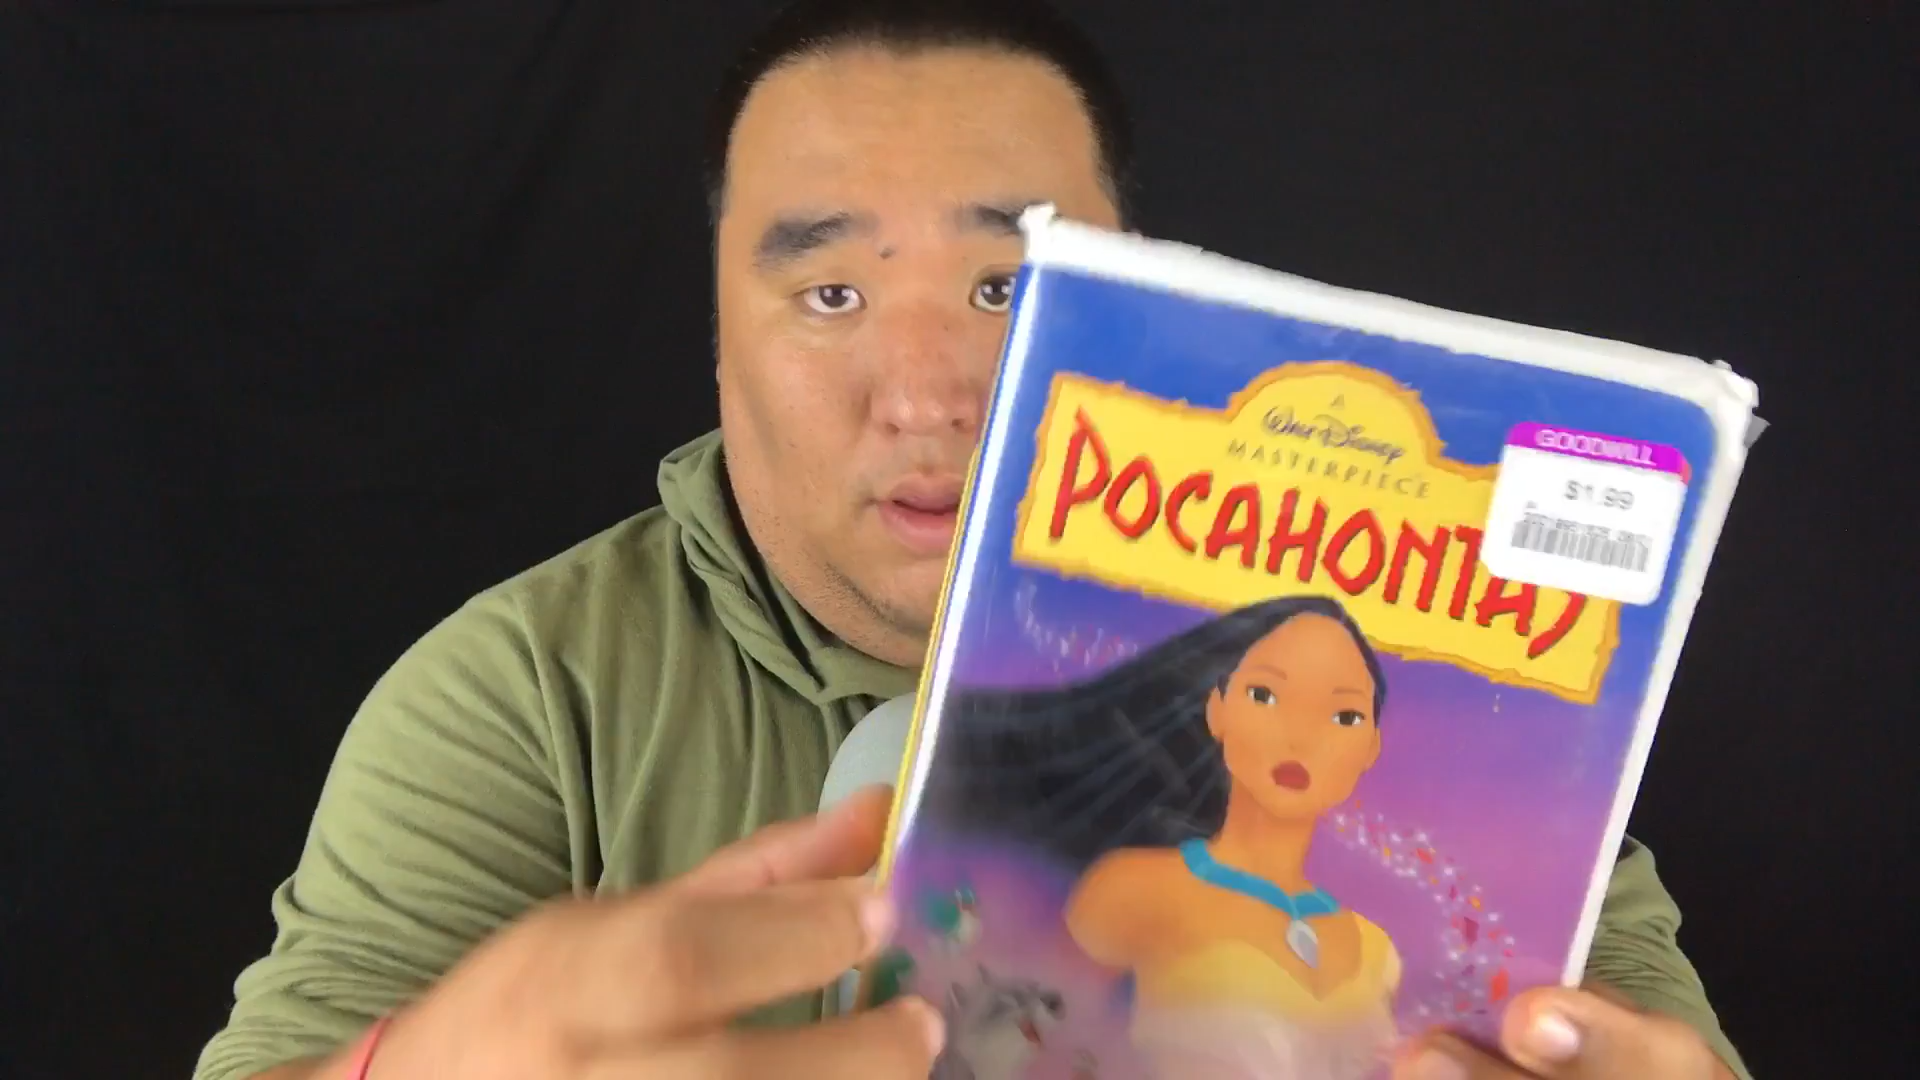 A
Walt Disney
MASTERPIECE
POCAHONTAS
GOODWILL
$1.99